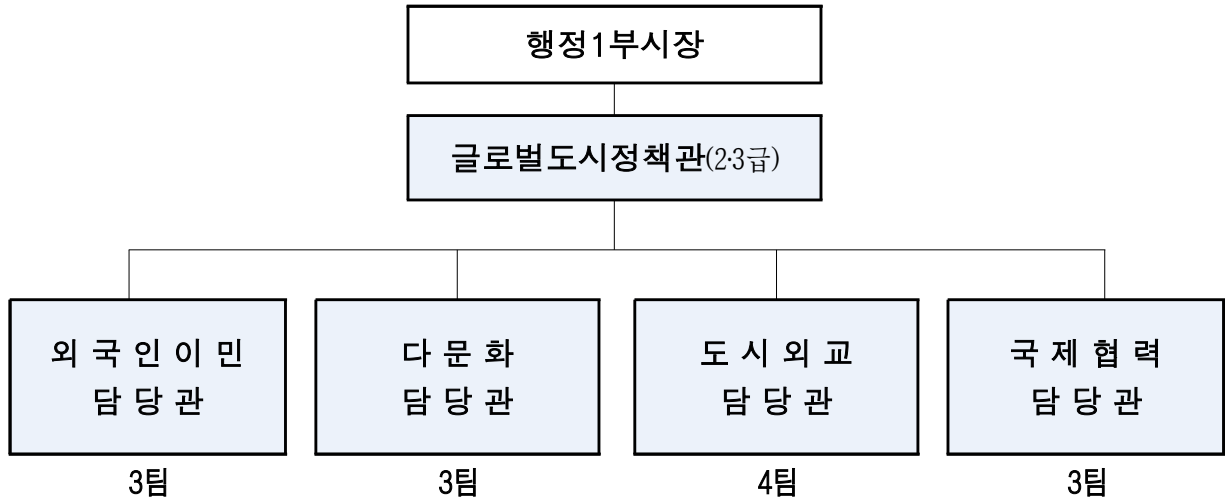 행정1부시장
글로벌도시정책관(2·3급)
외국인이민
담당관
다문화
담당관
도시외교
담당관
국제협력
담당관
3팀
3팀
4팀
3팀